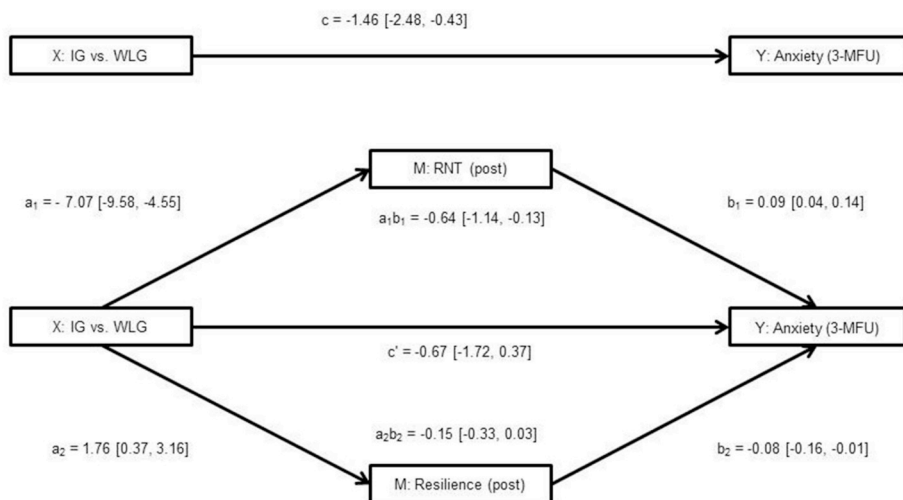 c = -1.46 [-2.48, -0.43]
X: IG vs. WLG
Y: Anxiety (3-MFU)
M: RNT (post)
a₁ = - 7.07 [-9.58, -4.55]
b₁ = 0.09 [0.04, 0.14]
a₁b₁ = -0.64 [-1.14, -0.13]
X: IG vs. WLG
Y: Anxiety (3-MFU)
c' = -0.67 [-1.72, 0.37]
a₂ = 1.76 [0.37, 3.16]
a₂b₂ = -0.15 [-0.33, 0.03]
b₂ = -0.08 [-0.16, -0.01]
M: Resilience (post)